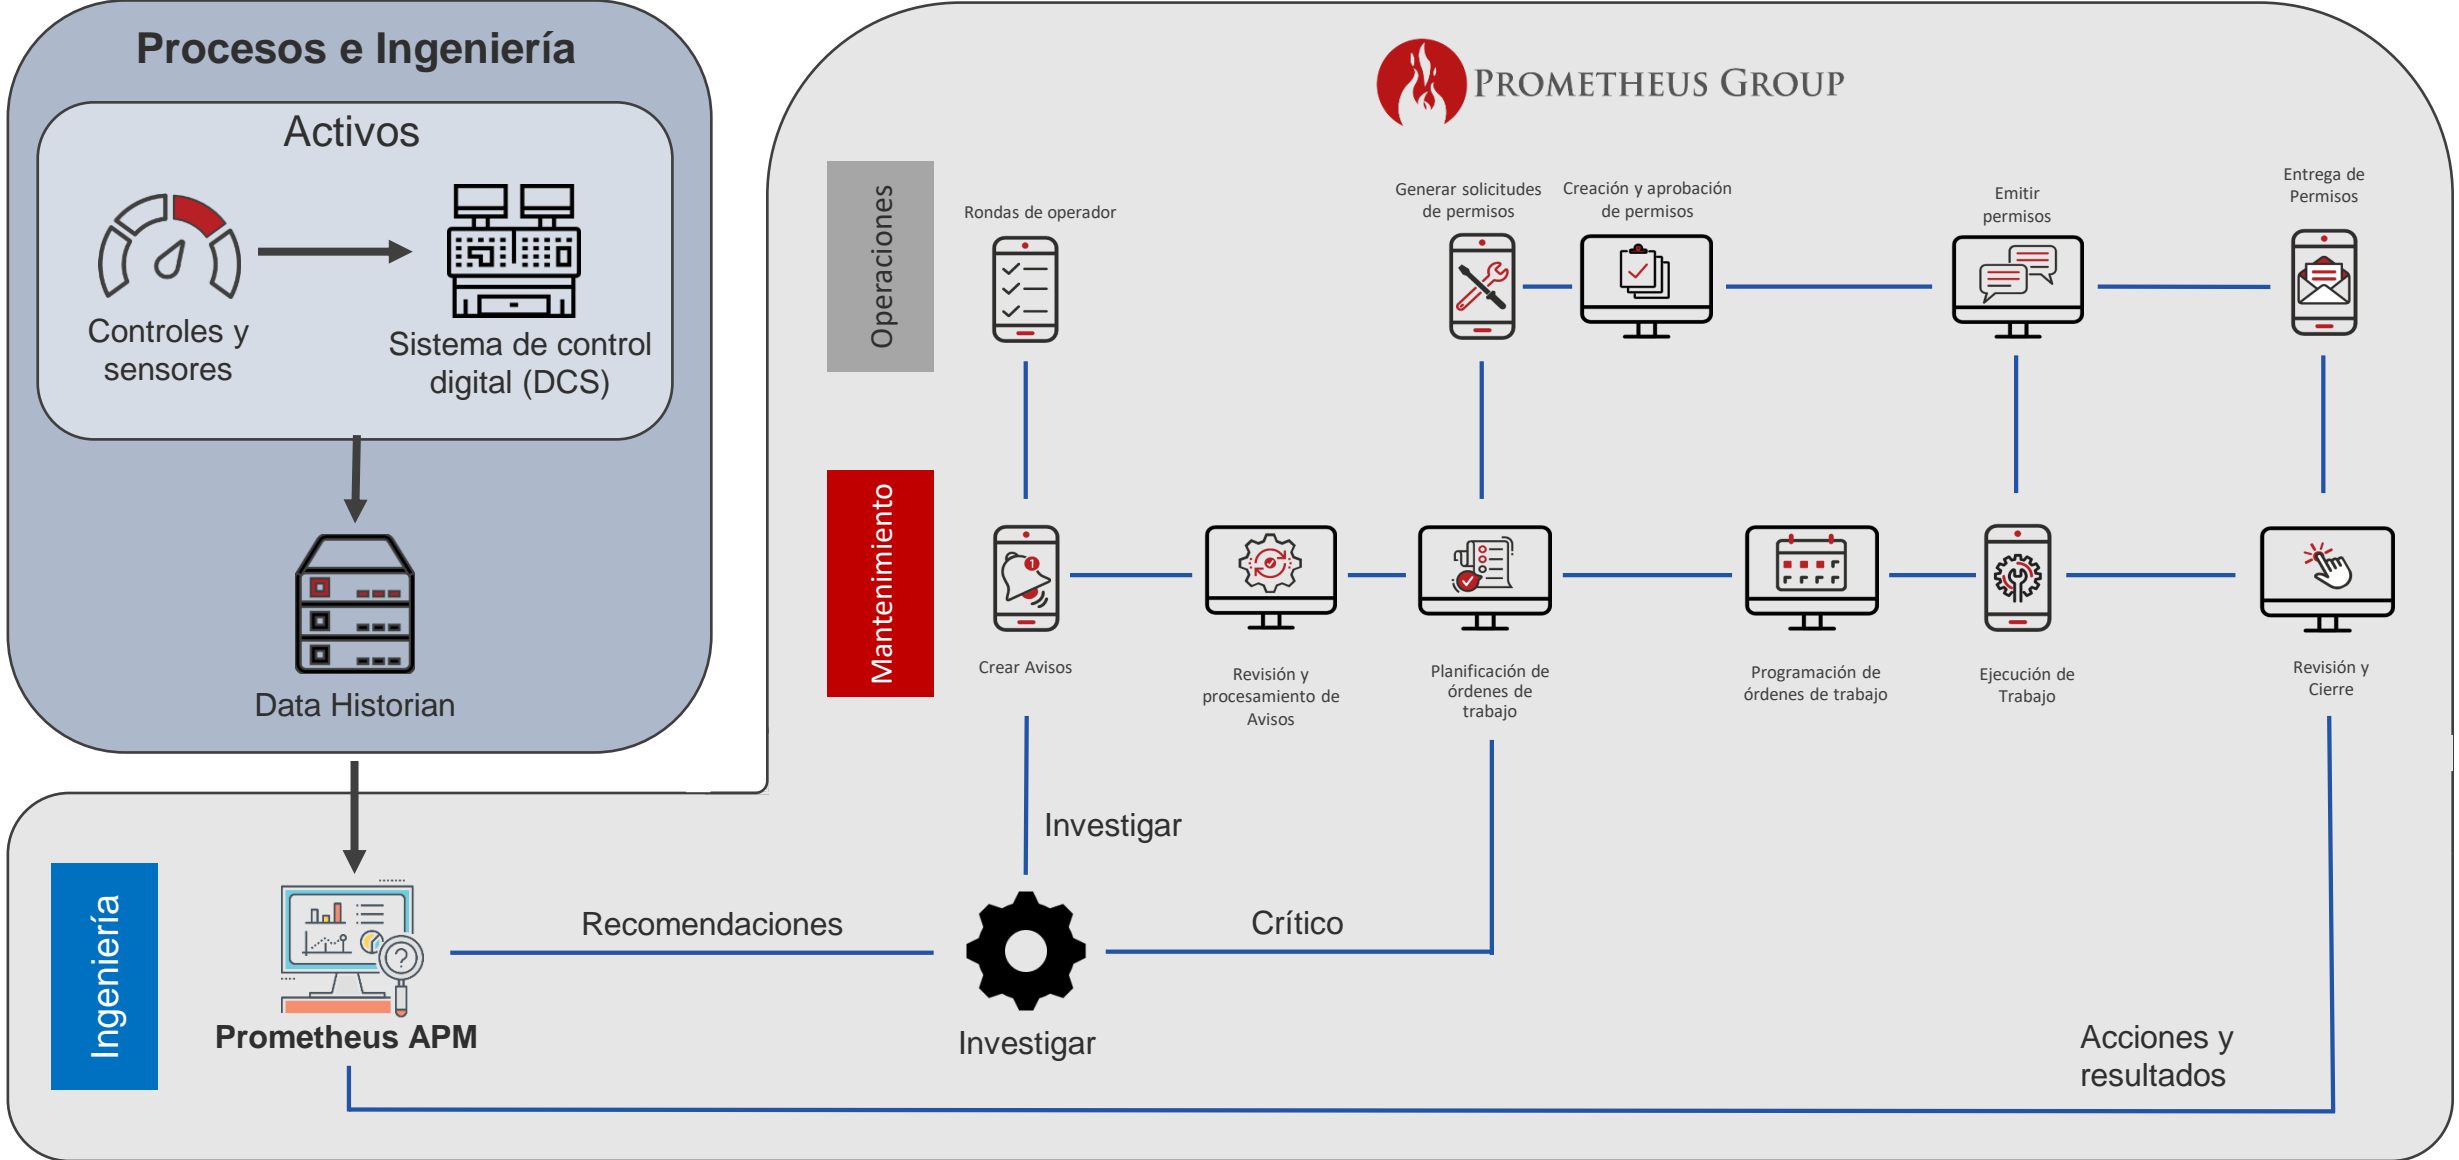 Procesos e Ingeniería
Activos
Controles y
sensores
Sistema de control
digital (DCS)
Data Historian
PROMETHEUS GROUP
Operaciones
Rondas de operador
Generar solicitudes
de permisos
Creación y aprobación
de permisos
Emitir
permisos
Entrega de
Permisos
Mantenimiento
1
Crear Avisos
Revisión y
procesamiento de
Avisos
Planificación de
órdenes de
trabajo
Programación de
órdenes de trabajo
Ejecución de
Trabajo
Revisión y
Cierre
Ingeniería
?
Prometheus APM
Recomendaciones
Investigar
Investigar
Crítico
Acciones y
resultados